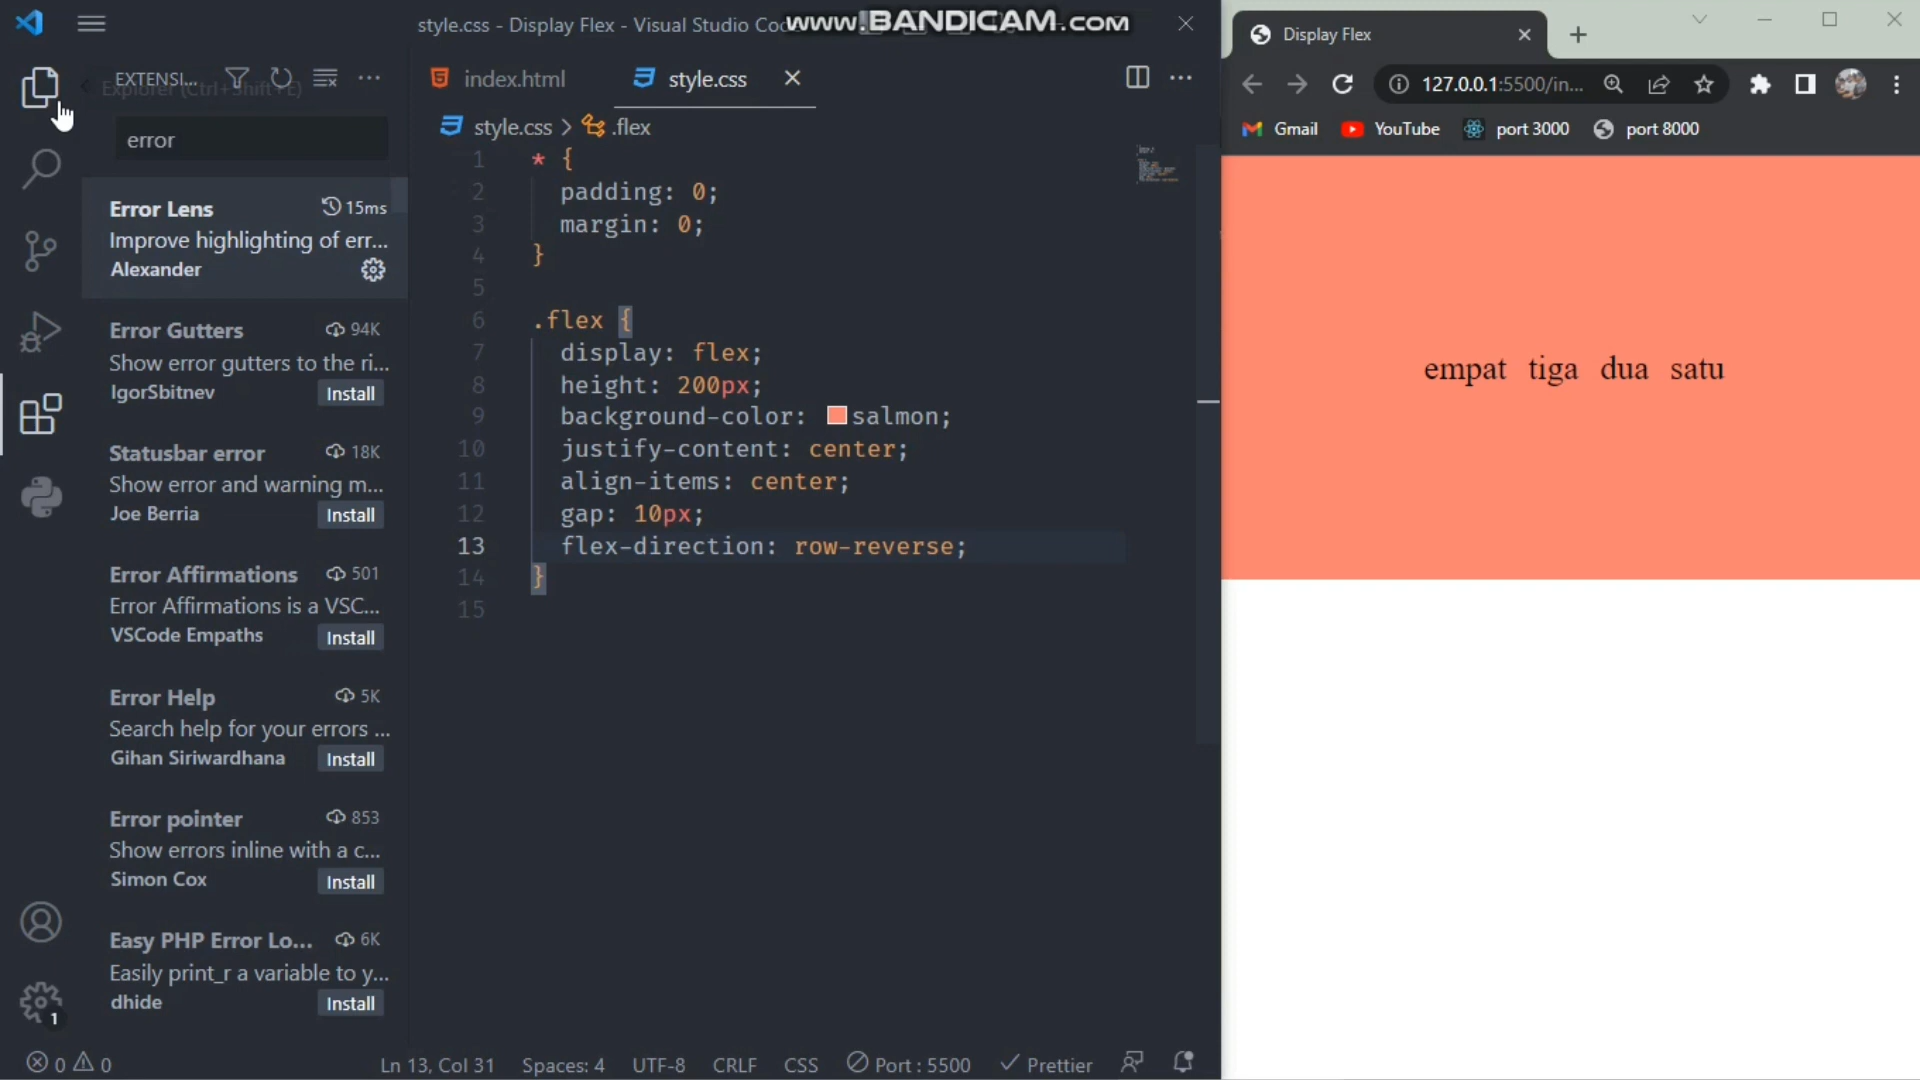 style.css - Display Flex - Visual Studio Co
www.BANDICAM.com
EXTENSI...
Explorer (Ctrl+Shift+E)
error
Error Lens
15ms
Improve highlighting of err...
Alexander
Error Gutters
94K
Show error gutters to the ri...
IgorSbitnev
Install
Statusbar error
18K
Show error and warning m...
Joe Berria
Install
Error Affirmations
501
Error Affirmations is a VSC...
VSCode Empaths
Install
Error Help
5K
Search help for your errors ...
Gihan Siriwardhana
Install
Error pointer
853
Show errors inline with a c...
Simon Cox
Install
Easy PHP Error Lo...
6K
Easily print_r a variable to y...
dhide
Install
1
index.html
style.css
style.css > .flex
1 * {
2 padding: 0;
3 margin: 0;
4 }
5
6 .flex {
7 display: flex;
8 height: 200px;
9 background-color: salmon;
10 justify-content: center;
11 align-items: center;
12 gap: 10px;
13 flex-direction: row-reverse;
14 }
15
0 0
Ln 13, Col 31 Spaces: 4 UTF-8 CRLF CSS Port : 5500 Prettier
Display Flex
127.0.0.1:5500/in...
Gmail YouTube port 3000 port 8000
empat tiga dua satu